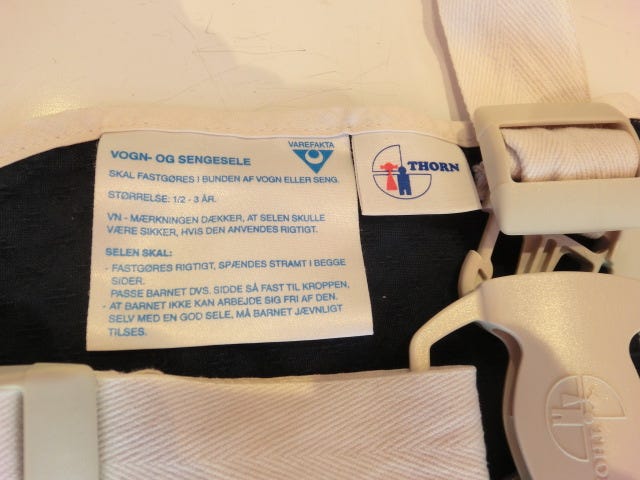 VAREFAKTA
VOGN- OG SENGESELE
SKAL FASTGØRES I BUNDEN AF VOGN ELLER SENG.
STØRRELSE: 1/2 - 3 ÅR.
VN - MÆRKNINGEN DÆKKER, AT SELEN SKULLE
VÆRE SIKKER, HVIS DEN ANVENDES RIGTIGT.
SELEN SKAL:
- FASTGØRES RIGTIGT, SPÆNDES STRAMT I BEGGE
SIDER.
PASSE BARNET DVS. SIDDE SÅ FAST TIL KROPPEN,
- AT BARNET IKKE KAN ARBEJDE SIG FRI AF DEN.
SELV MED EN GOD SELE, MÅ BARNET JÆVNLIGT
TILSES.
THORN